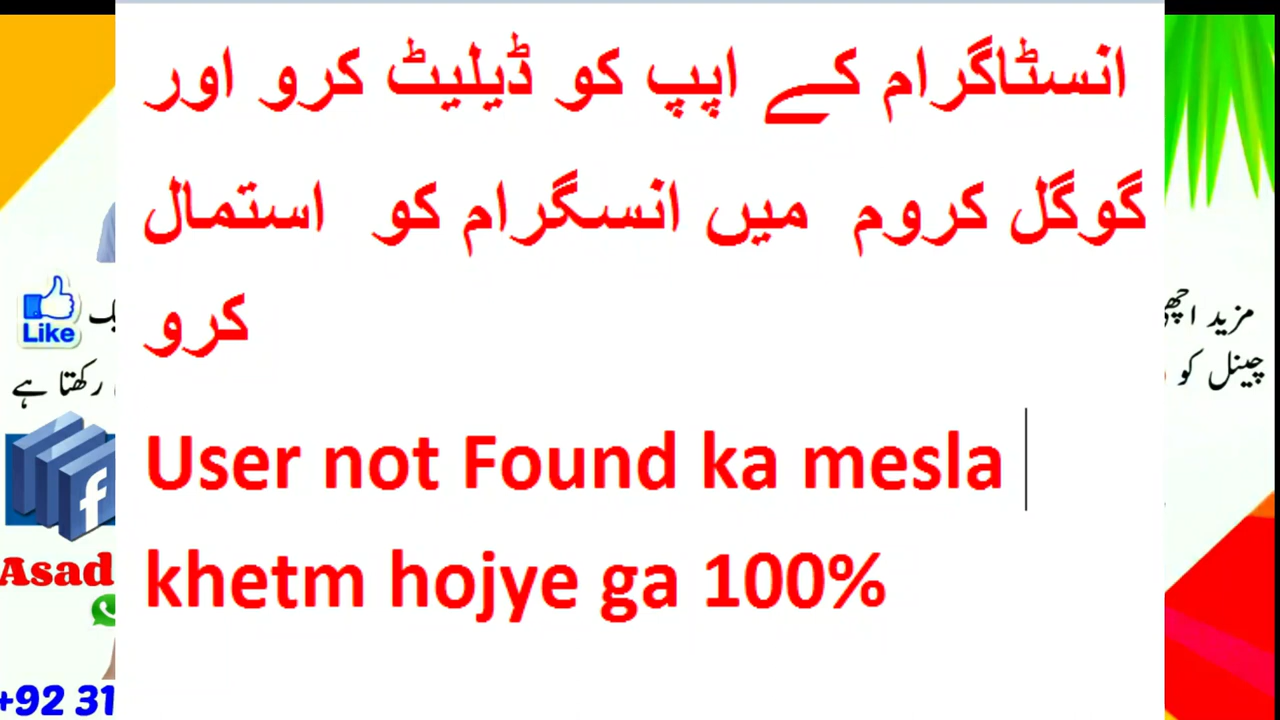 انسٹاگرام کے اپپ کو ڈیلیٹ کرو اور
گوگل کروم میں انسگرام کو استمال
کرو
User not Found ka mesla
khetm hojye ga 100%
Like
رکھتا ہے
Asad
+92 31
مزید اچھی
چینل کو